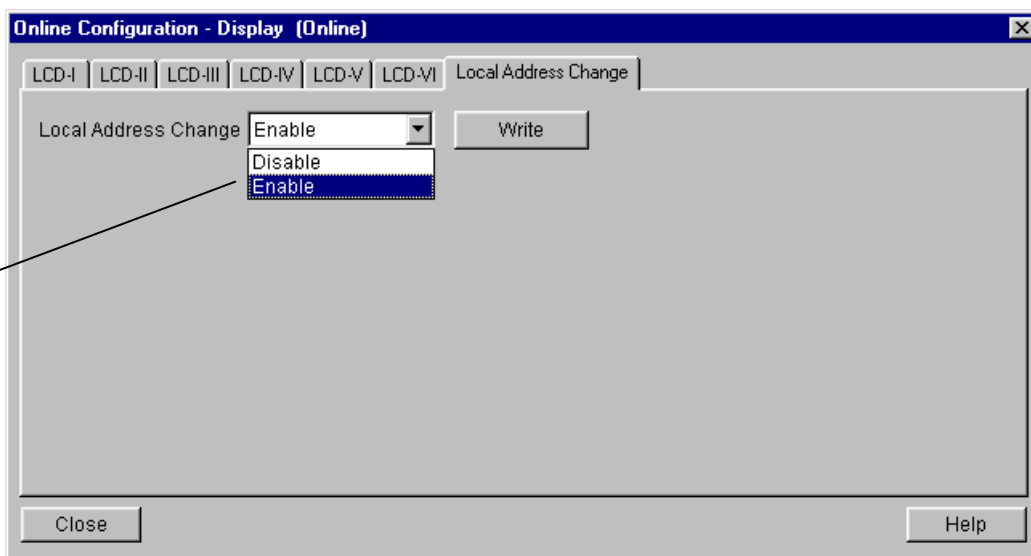 Online Configuration - Display (Online)
LCD-I LCD-II LCD-III LCD-IV LCD-V LCD-VI Local Address Change
Local Address Change Enable Write
Disable
Enable
Close Help